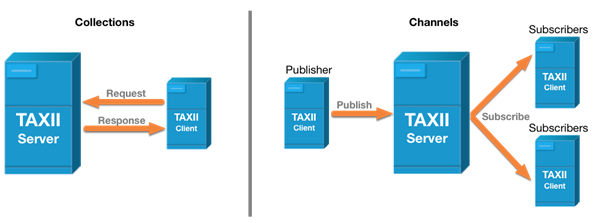 Collections
TAXII
Server
Request
Response
TAXII
Client
Channels
Publisher
TAXII
Client
Publish
TAXII
Server
Subscribe
Subscribers
TAXII
Client
Subscribers
TAXII
Client